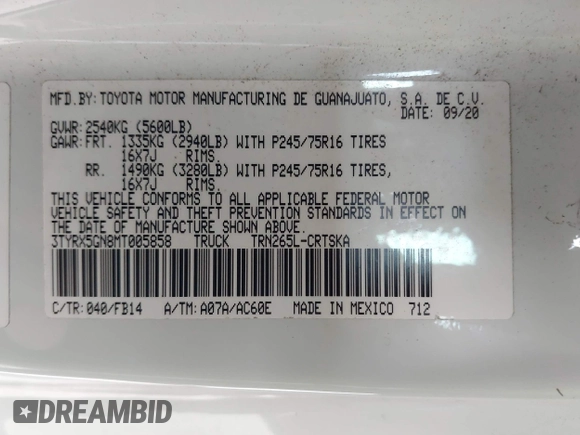 MFD.BY:TOYOTA MOTOR MANUFACTURING DE GUANAJUATO, S.A. DE C.V.
DATE: 09/20
GVWR:2540KG (5600LB)
GAWR:FRT. 1335KG (2940LB) WITH P245/75R16 TIRES
16X7J RIMS.
RR. 1490KG (3280LB) WITH P245/75R16 TIRES,
16X7J RIMS.
THIS VEHICLE CONFORMS TO ALL APPLICABLE FEDERAL MOTOR
VEHICLE SAFETY AND THEFT PREVENTION STANDARDS IN EFFECT ON
THE DATE OF MANUFACTURE SHOWN ABOVE.
3TYRX5GN8MT005858 TRUCK TRN265L-CRTSKA
C/TR:040/FB14 A/TM:A07A/AC60E MADE IN MEXICO 712
DREAMBID